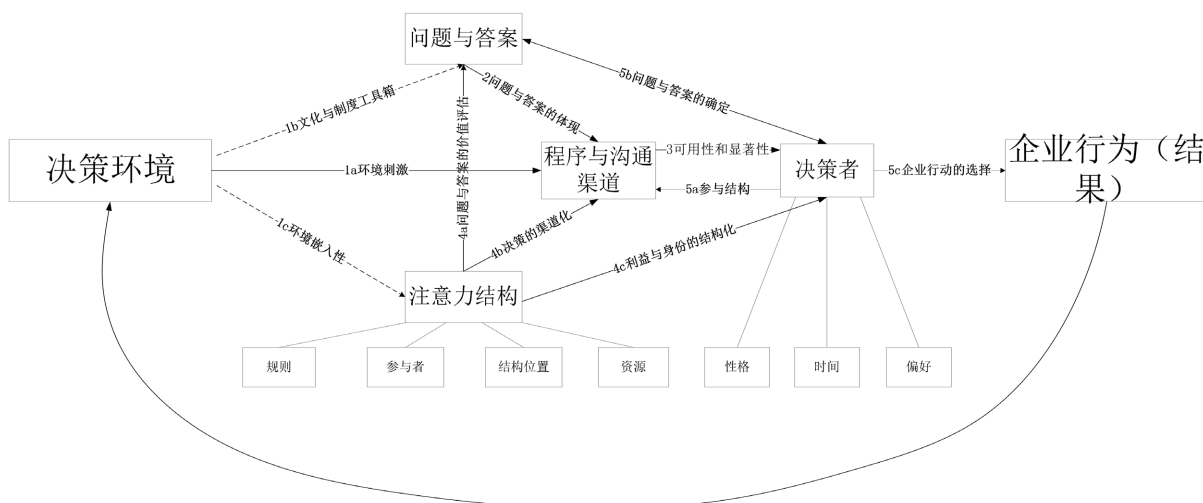 问题与答案
5b问题与答案的确定
2问题与答案的体现
1b文化与制度工具箱
4a问题与答案的价值评估
决策环境
1a环境刺激
程序与沟通
渠道
3可用性和显著性
5a参与结构
决策者
5c企业行动的选择
企业行为（结
果）
1c环境嵌入性
4b决策的渠道化
4c利益与身份的结构化
注意力结构
规则
参与者
结构位置
资源
性格
时间
偏好